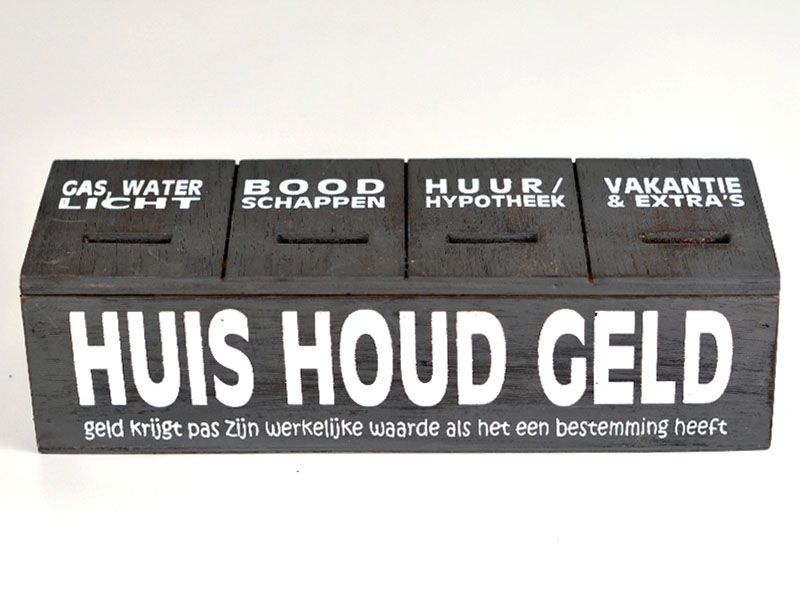 GAS, WATER
LICHT
BOOD
SCHAPPEN
HUUR/
HYPOTHEEK
VAKANTIE
& EXTRA'S
HUIS HOUD GELD
geld krijgt pas zijn werkelijke waarde als het een bestemming heeft